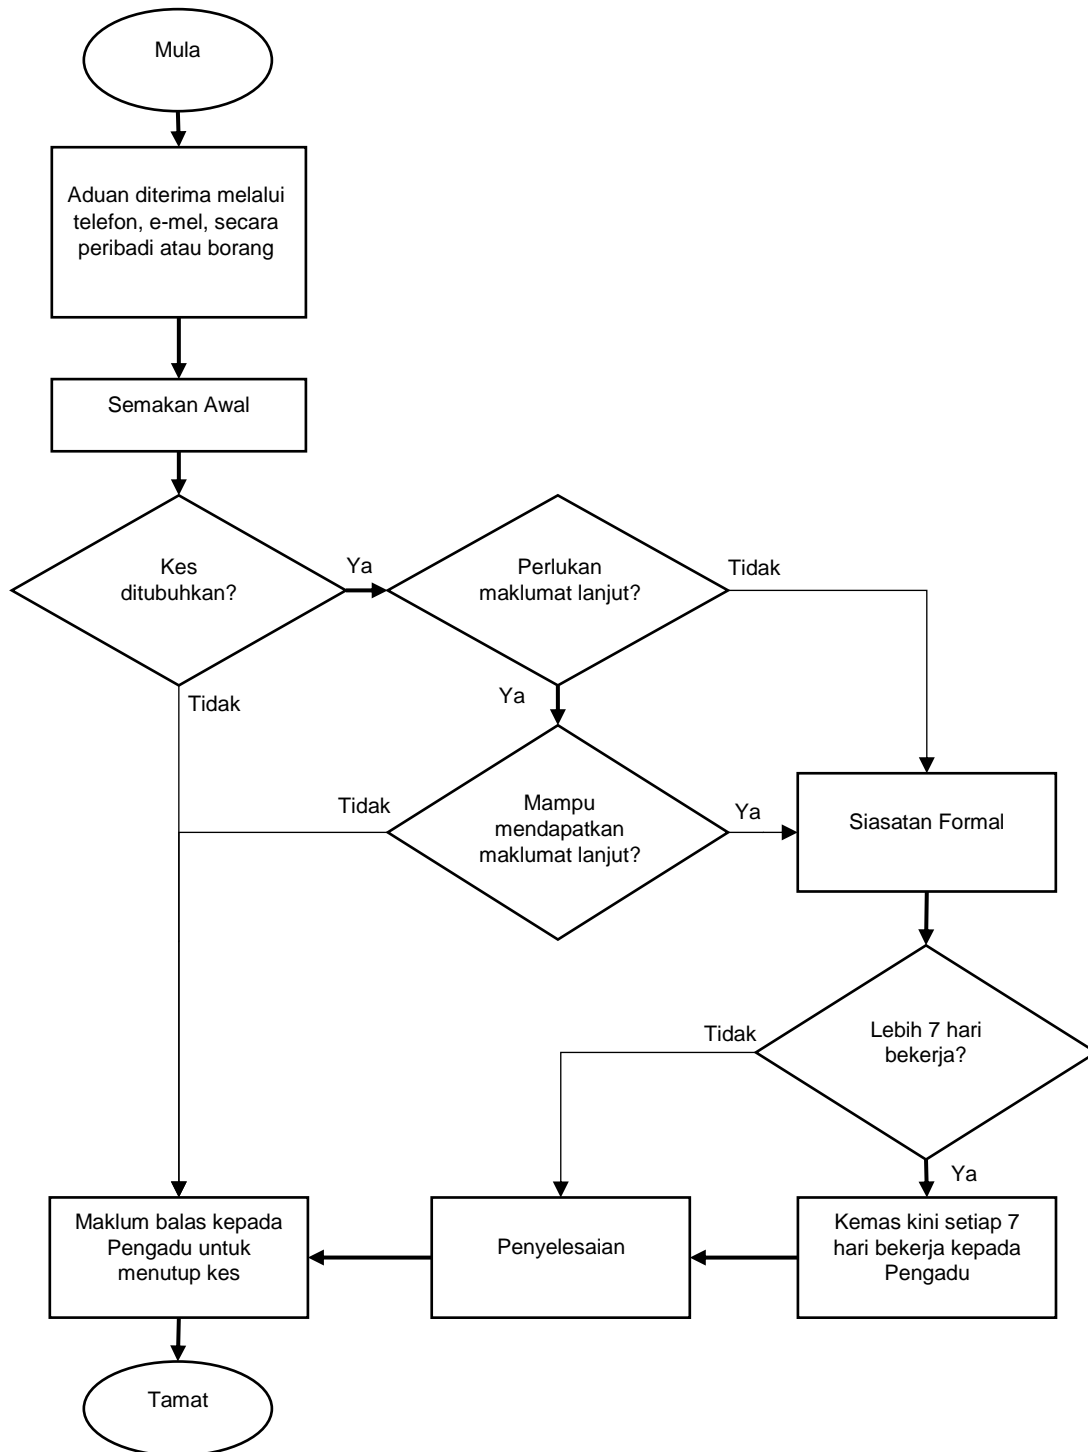 Mula
Aduan diterima melalui
telefon, e-mel, secara
peribadi atau borang
Semakan Awal
Kes
ditubuhkan?
Ya
Perlukan
maklumat lanjut?
Tidak
Tidak
Ya
Tidak
Mampu
mendapatkan
maklumat lanjut?
Ya
Siasatan Formal
Tidak
Lebih 7 hari
bekerja?
Ya
Maklum balas kepada
Pengadu untuk
menutup kes
Penyelesaian
Kemas kini setiap 7
hari bekerja kepada
Pengadu
Tamat